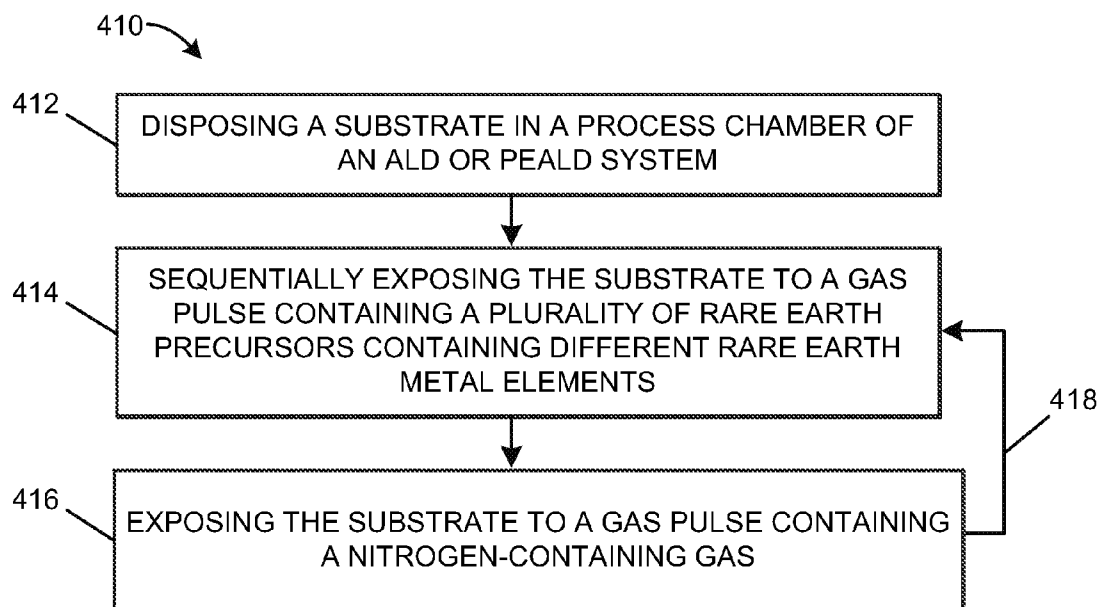 410
412
DISPOSING A SUBSTRATE IN A PROCESS CHAMBER OF
AN ALD OR PEALD SYSTEM
414
SEQUENTIALLY EXPOSING THE SUBSTRATE TO A GAS
PULSE CONTAINING A PLURALITY OF RARE EARTH
PRECURSORS CONTAINING DIFFERENT RARE EARTH
METAL ELEMENTS
418
416
EXPOSING THE SUBSTRATE TO A GAS PULSE CONTAINING
A NITROGEN-CONTAINING GAS